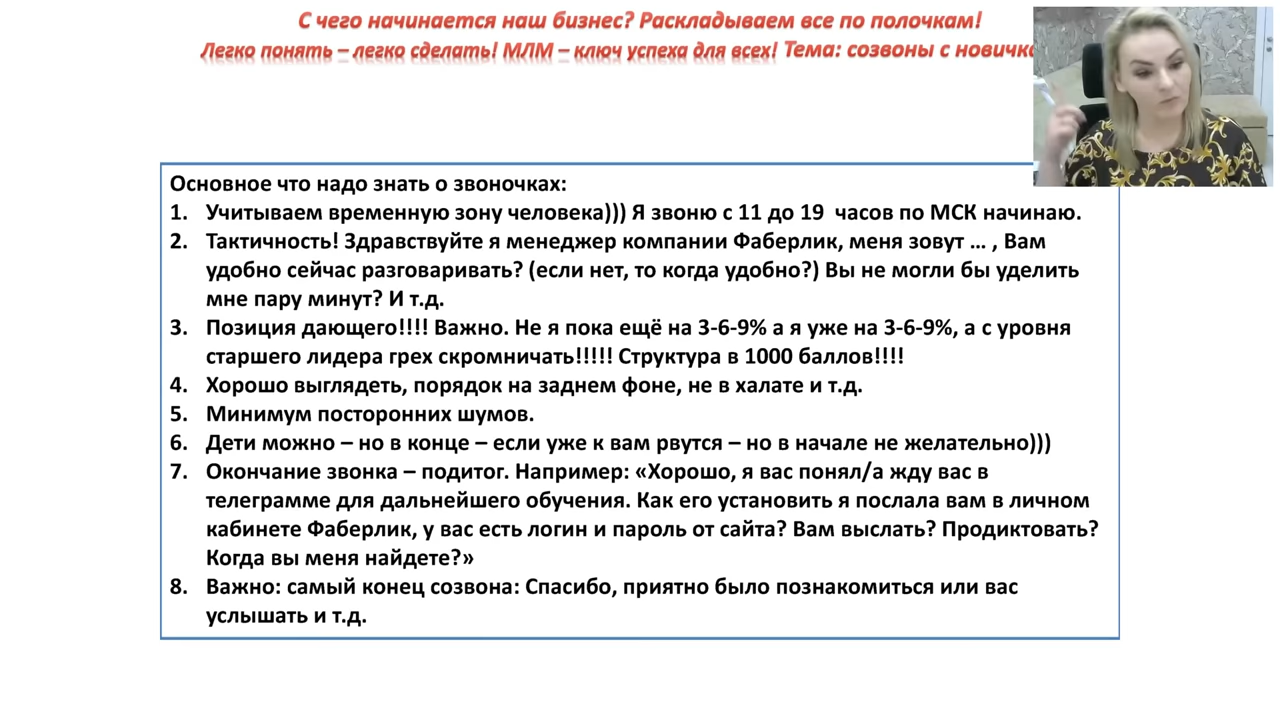 С чего начинается наш бизнес? Раскладываем все по полочкам!
Легко понять – легко сделать! МЛМ – ключ успеха для всех! Тема: созвоны с
Основное что надо знать о звоночках:
1. Учитываем временную зону человека))) Я звоню с 11 до 19 часов по МСК начинаю.
2. Тактичность! Здравствуйте я менеджер компании Фаберлик, меня зовут … , Вам
удобно сейчас разговаривать? (если нет, то когда удобно?) Вы не могли бы уделить
мне пару минут? И т.д.
3. Позиция дающего!!!! Важно. Не я пока ещё на 3-6-9% а я уже на 3-6-9%, а с уровня
старшего лидера грех скромничать!!!!! Структура в 1000 баллов!!!!
4. Хорошо выглядеть, порядок на заднем фоне, не в халате и т.д.
5. Минимум посторонних шумов.
6. Дети можно – но в конце – если уже к вам рвутся – но в начале не желательно)))
7. Окончание звонка – подитог. Например: «Хорошо, я вас понял/а жду вас в
телеграмме для дальнейшего обучения. Как его установить я послала вам в личном
кабинете Фаберлик, у вас есть логин и пароль от сайта? Вам выслать? Продиктовать?
Когда вы меня найдете?»
8. Важно: самый конец созвона: Спасибо, приятно было познакомиться или вас
услышать и т.д.